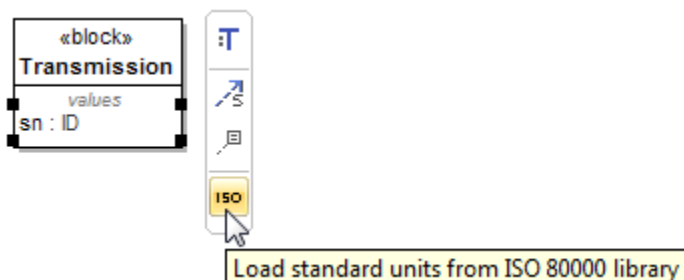 «block»
Transmission
values
sn : ID
:T
S
ISO
Load standard units from ISO 80000 library